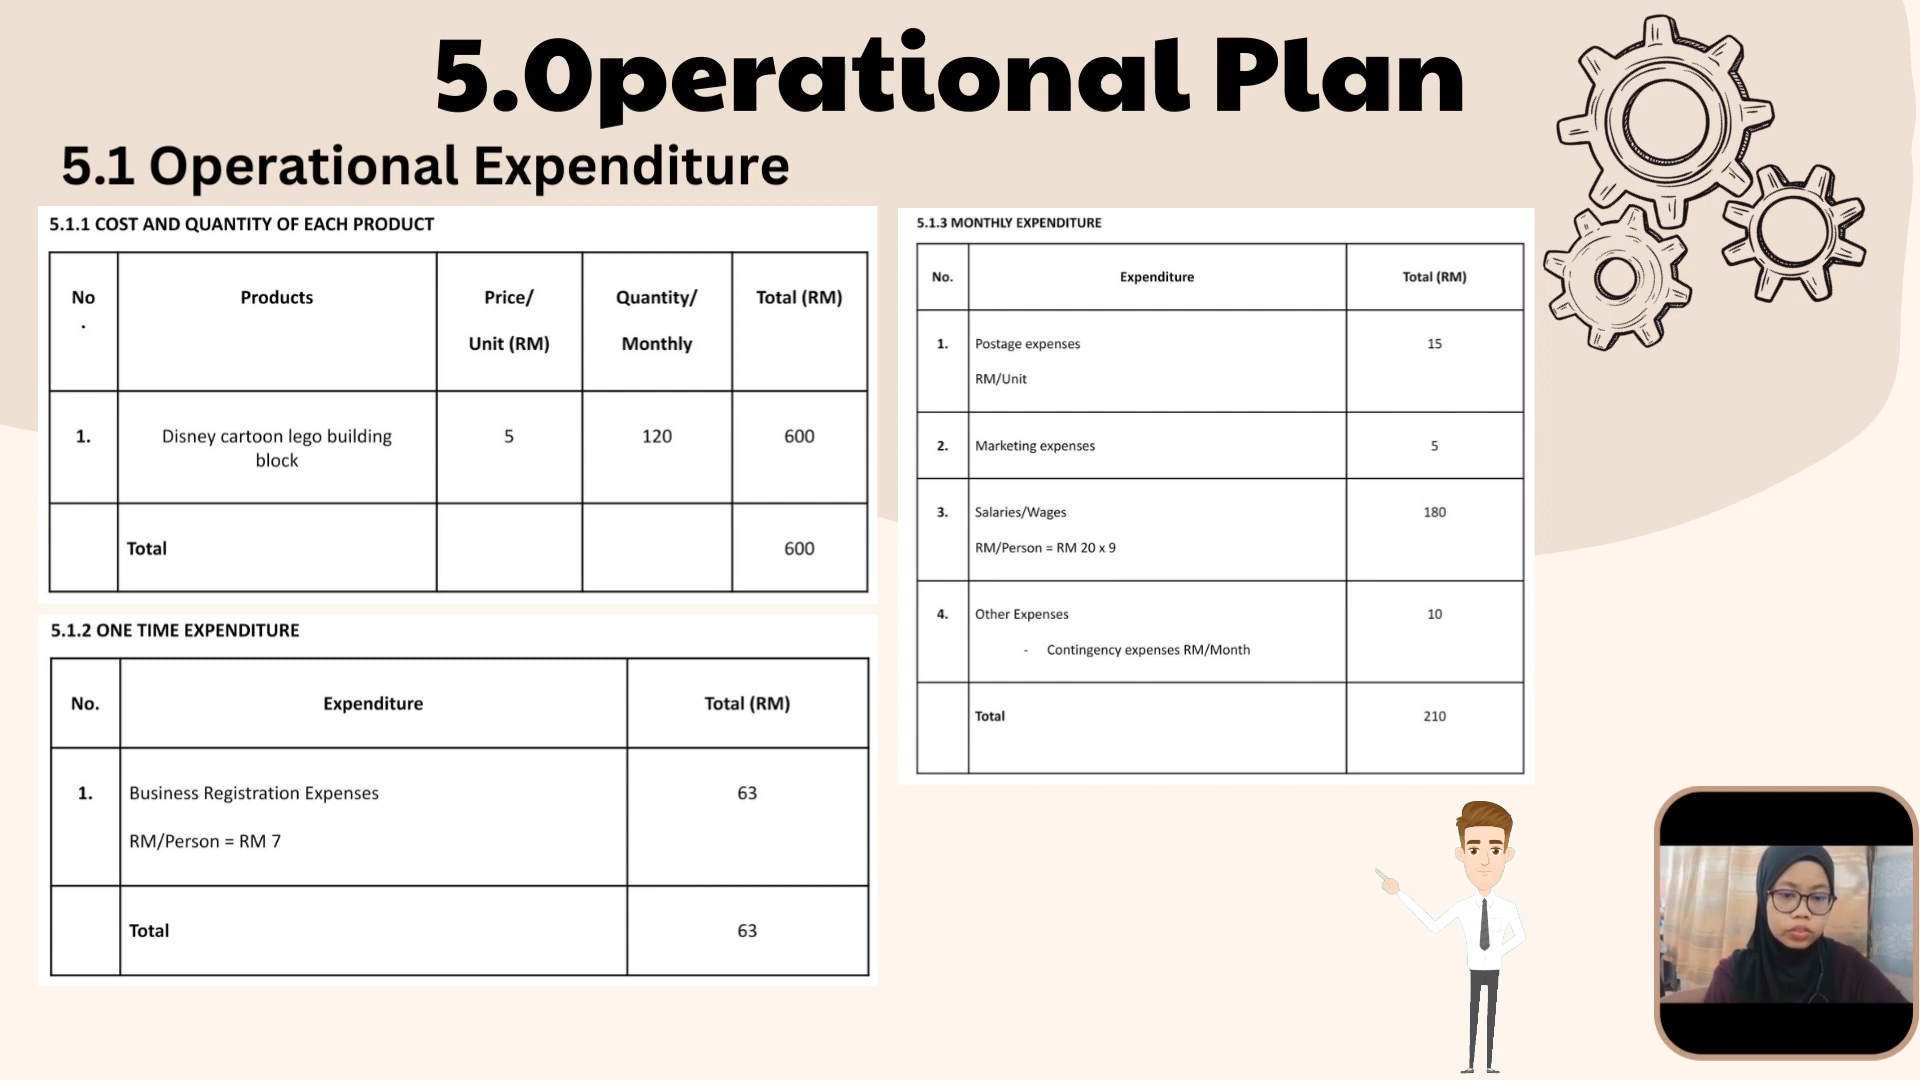 5.Operational Plan
5.1 Operational Expenditure
5.1.1 COST AND QUANTITY OF EACH PRODUCT
No Products Price/ Quantity/ Total (RM)
.
Unit (RM) Monthly
1. Disney cartoon lego building 5 120 600
block
Total 600
5.1.2 ONE TIME EXPENDITURE
No. Expenditure Total (RM)
1. Business Registration Expenses 63
RM/Person = RM 7
Total 63
5.1.3 MONTHLY EXPENDITURE
No. Expenditure Total (RM)
1. Postage expenses 15
RM/Unit
2. Marketing expenses 5
3. Salaries/Wages 180
RM/Person = RM 20 x 9
4. Other Expenses 10
- Contingency expenses RM/Month
Total 210